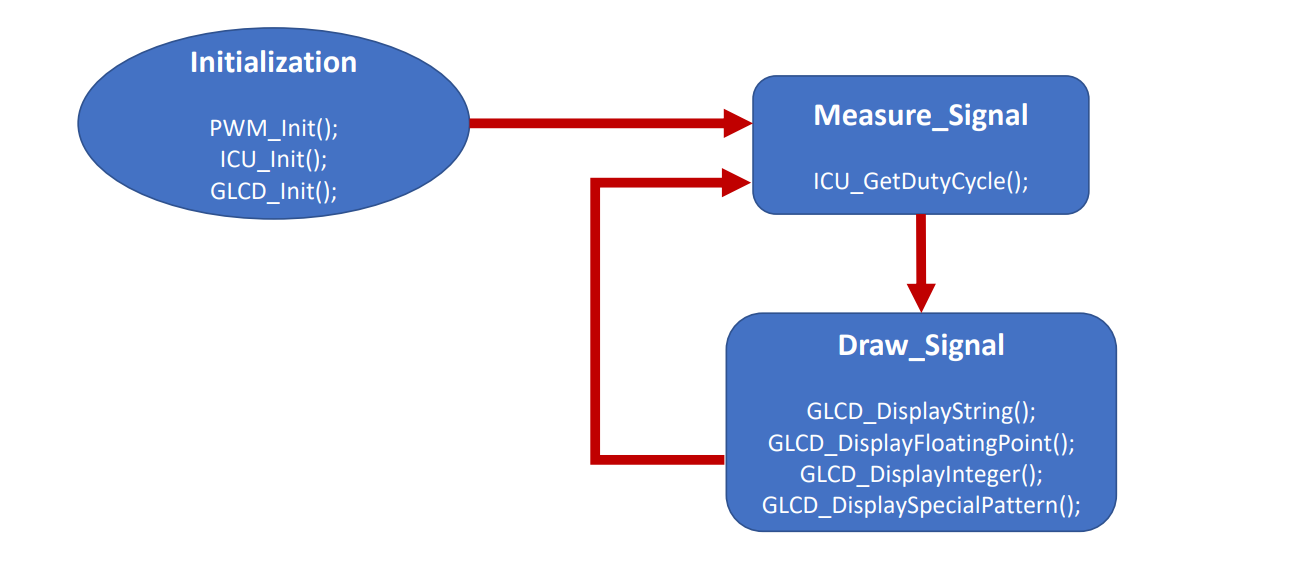 Initialization
PWM_Init();
ICU_Init();
GLCD_Init();
Measure_Signal
ICU_GetDutyCycle();
Draw_Signal
GLCD_DisplayString();
GLCD_DisplayFloatingPoint();
GLCD_DisplayInteger();
GLCD_DisplaySpecialPattern();